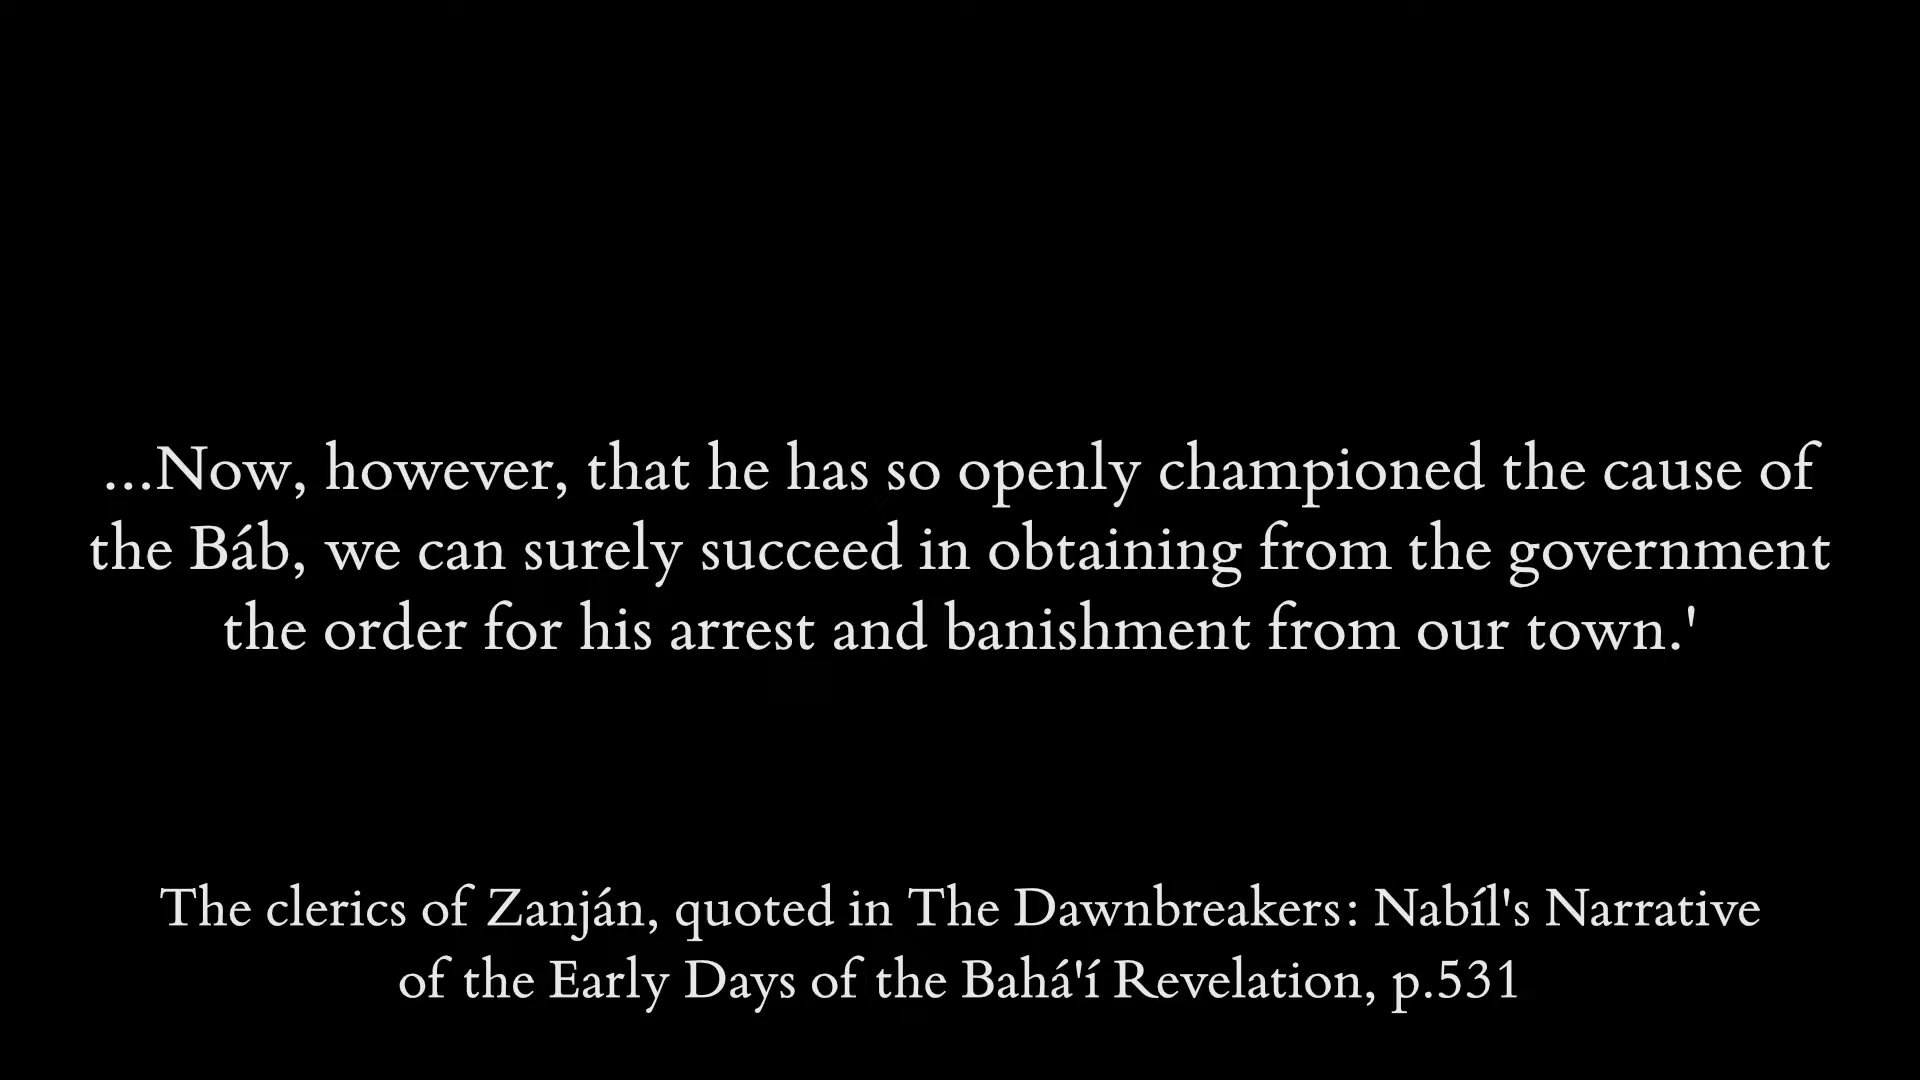 ...Now, however, that he has so openly championed the cause of
the Báb, we can surely succeed in obtaining from the government
the order for his arrest and banishment from our town.'
The clerics of Zanján, quoted in The Dawnbreakers: Nabíl's Narrative
of the Early Days of the Bahá'í Revelation, p.531